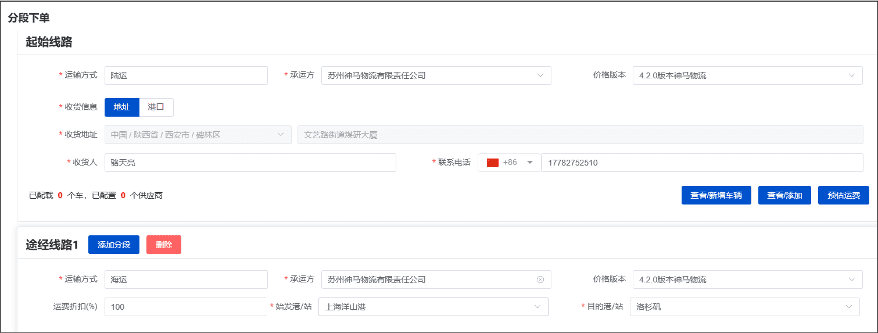 分段下单
起始线路
* 运输方式 陆运 * 承运方 苏州神马物流有限责任公司 价格版本 4.2.0版本神马物流
* 收货信息 地址 港口
* 收货地址 中国 / 陕西省 / 西安市 / 碑林区 文艺路街道煤研大厦
* 收货人 骆天亮 * 联系电话 +86 17782752510
已配载 0 个车，已配置 0 个供应商 查看/新增车辆 查看/添加 预估运费
途经线路1 添加分段 删除
* 运输方式 海运 * 承运方 苏州神马物流有限责任公司 价格版本 4.2.0版本神马物流
运费折扣(%) 100 * 始发港/站 上海洋山港 * 目的港/站 洛杉矶